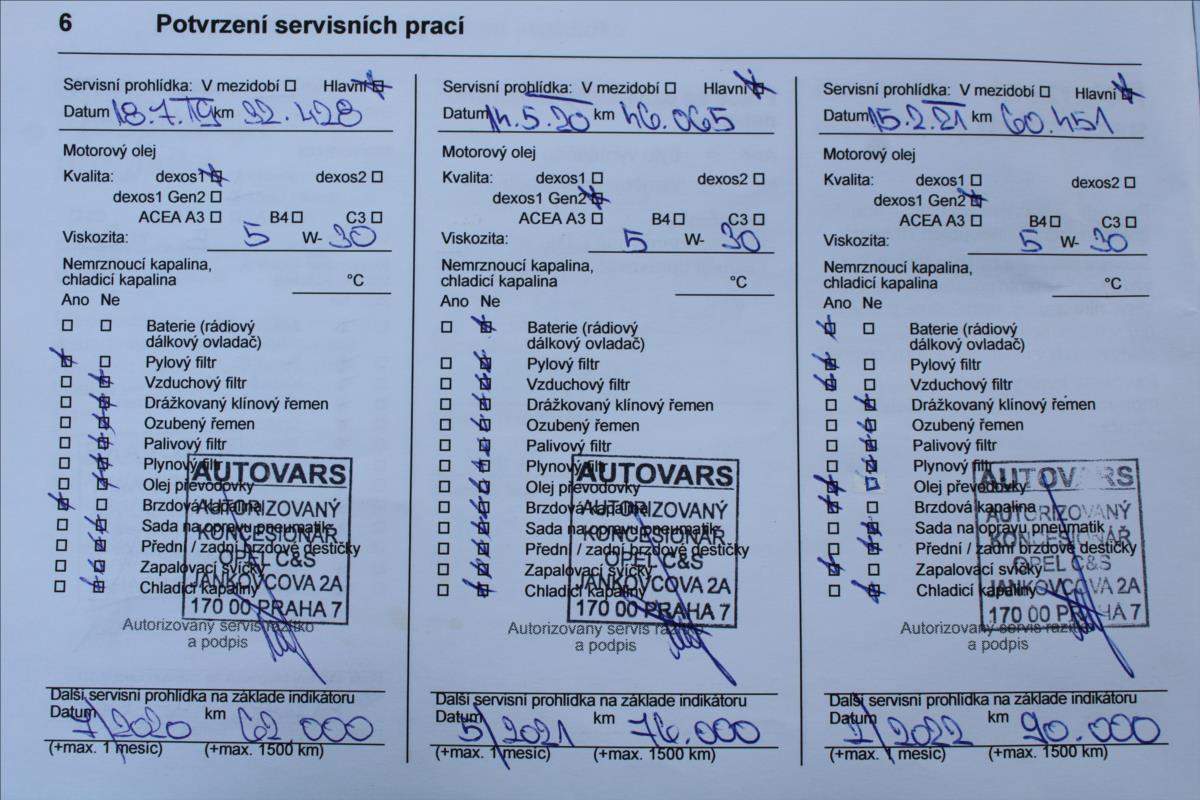 6 Potvrzení servisních prací
Servisní prohlídka: V mezidobí Hlavní
Datum 18.7.19 km 32.428
Motorový olej
Kvalita: dexos1 dexos2
dexos1 Gen2
ACEA A3 B4 C3
Viskozita: 5 W- 30
Nemrznoucí kapalina,
chladicí kapalina °C
Ano Ne
Baterie (rádiový
dálkový ovladač)
Pylový filtr
Vzduchový filtr
Drážkovaný klínový řemen
Ozubený řemen
Palivový filtr
Plynový filtr
Olej převodovky
Brzdová kapalina
Sada na opravu pneumatik
Přední / zadní brzdové destičky
Zapalovací svíčky
Chladicí kapaliny
AUTOVARS
AUTORIZOVANÝ
KONCESIONÁŘ
OPEL C&S
JANKOVCOVA 2A
170 00 PRAHA 7
Autorizovaný servis razítko
a podpis
Další servisní prohlídka na základe indikátoru
Datum 7/2020 km 62.000
(+max. 1 mesíc) (+max. 1500 km)
Servisní prohlídka: V mezidobí Hlavní
Datum 14.5.20 km 46.065
Motorový olej
Kvalita: dexos1 dexos2
dexos1 Gen2
ACEA A3 B4 C3
Viskozita: 5 W- 30
Nemrznoucí kapalina,
chladicí kapalina °C
Ano Ne
Baterie (rádiový
dálkový ovladač)
Pylový filtr
Vzduchový filtr
Drážkovaný klínový řemen
Ozubený řemen
Palivový filtr
Plynový filtr
Olej převodovky
Brzdová kapalina
Sada na opravu pneumatik
Přední / zadní brzdové destičky
Zapalovací svíčky
Chladicí kapaliny
AUTOVARS
AUTORIZOVANÝ
KONCESIONÁŘ
OPEL C&S
JANKOVCOVA 2A
170 00 PRAHA 7
Autorizovaný servis razítko
a podpis
Další servisní prohlídka na základe indikátoru
Datum 5/2021 km 76.000
(+max. 1 mesíc) (+max. 1500 km)
Servisní prohlídka: V mezidobí Hlavní
Datum 15.2.21 km 60.451
Motorový olej
Kvalita: dexos1 dexos2
dexos1 Gen2
ACEA A3 B4 C3
Viskozita: 5 W- 30
Nemrznoucí kapalina,
chladicí kapalina °C
Ano Ne
Baterie (rádiový
dálkový ovladač)
Pylový filtr
Vzduchový filtr
Drážkovaný klínový řemen
Ozubený řemen
Palivový filtr
Plynový filtr
Olej převodovky
Brzdová kapalina
Sada na opravu pneumatik
Přední / zadní brzdové destičky
Zapalovací svíčky
Chladicí kapaliny
AUTOVARS
AUTORIZOVANÝ
KONCESIONÁŘ
OPEL C&S
JANKOVCOVA 2A
170 00 PRAHA 7
Autorizovaný servis razítko
a podpis
Další servisní prohlídka na základe indikátoru
Datum 2/2022 km 90.000
(+max. 1 mesíc) (+max. 1500 km)